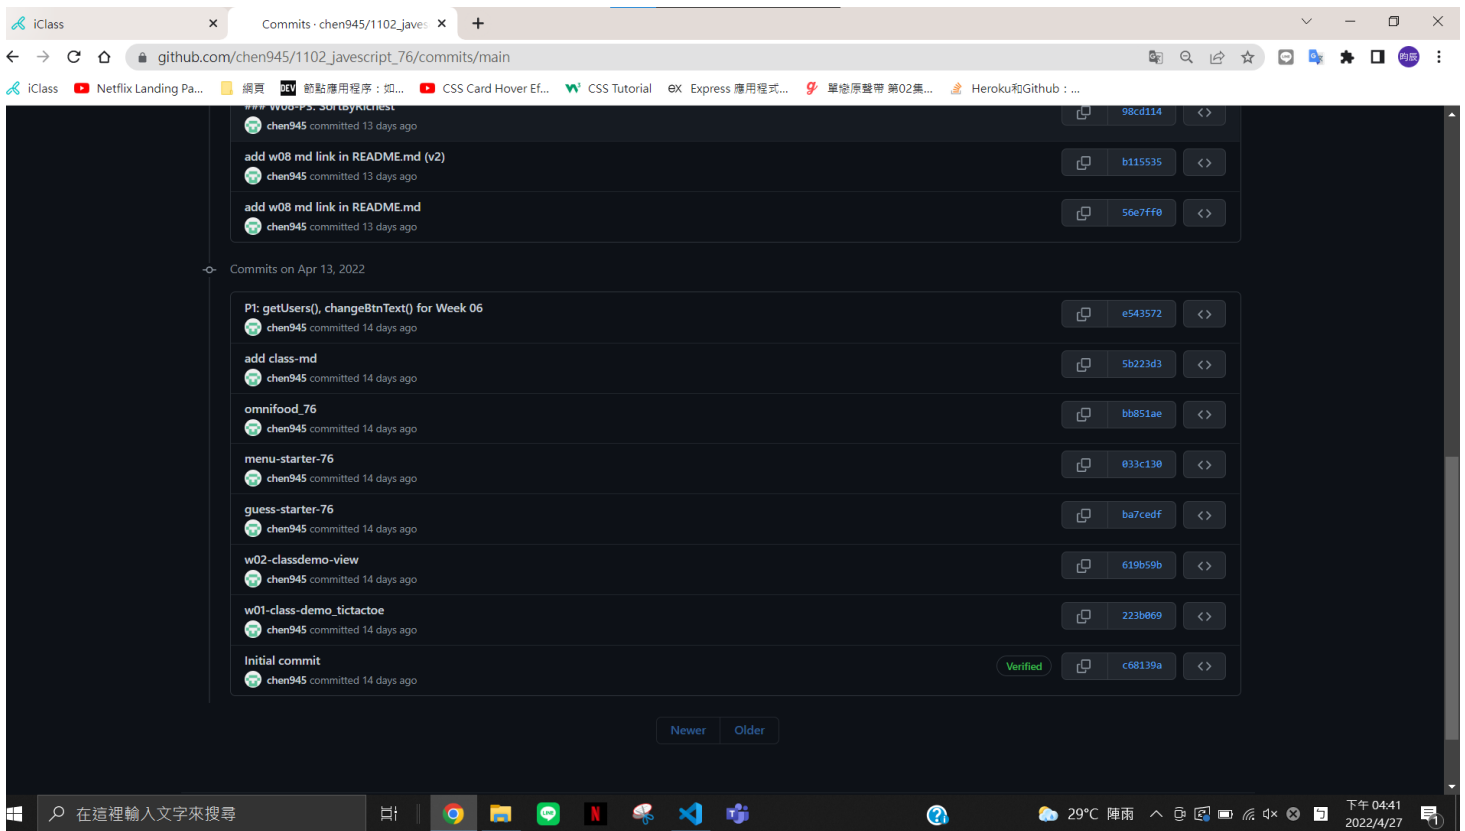 iClass
Commits · chen945/1102_javes
github.com/chen945/1102_javescript_76/commits/main
昀辰
iClass
Netflix Landing Pa...
網頁
DEV 節點應用程序：如...
CSS Card Hover Ef...
CSS Tutorial
ex Express 應用程式...
單戀原聲帶 第02集...
Heroku和Github：...
### W08-P3: SortByRichest
98cd114
chen945 committed 13 days ago
add w08 md link in README.md (v2)
b115535
chen945 committed 13 days ago
add w08 md link in README.md
56e7ff0
chen945 committed 13 days ago
Commits on Apr 13, 2022
P1: getUsers(), changeBtnText() for Week 06
e543572
chen945 committed 14 days ago
add class-md
5b223d3
chen945 committed 14 days ago
omnifood_76
bb851ae
chen945 committed 14 days ago
menu-starter-76
033c130
chen945 committed 14 days ago
guess-starter-76
ba7cedf
chen945 committed 14 days ago
w02-classdemo-view
619b59b
chen945 committed 14 days ago
w01-class-demo_tictactoe
223b069
chen945 committed 14 days ago
Initial commit
Verified
c68139a
chen945 committed 14 days ago
Newer
Older
在這裡輸入文字來搜尋
29°C 陣雨
下午 04:41
2022/4/27